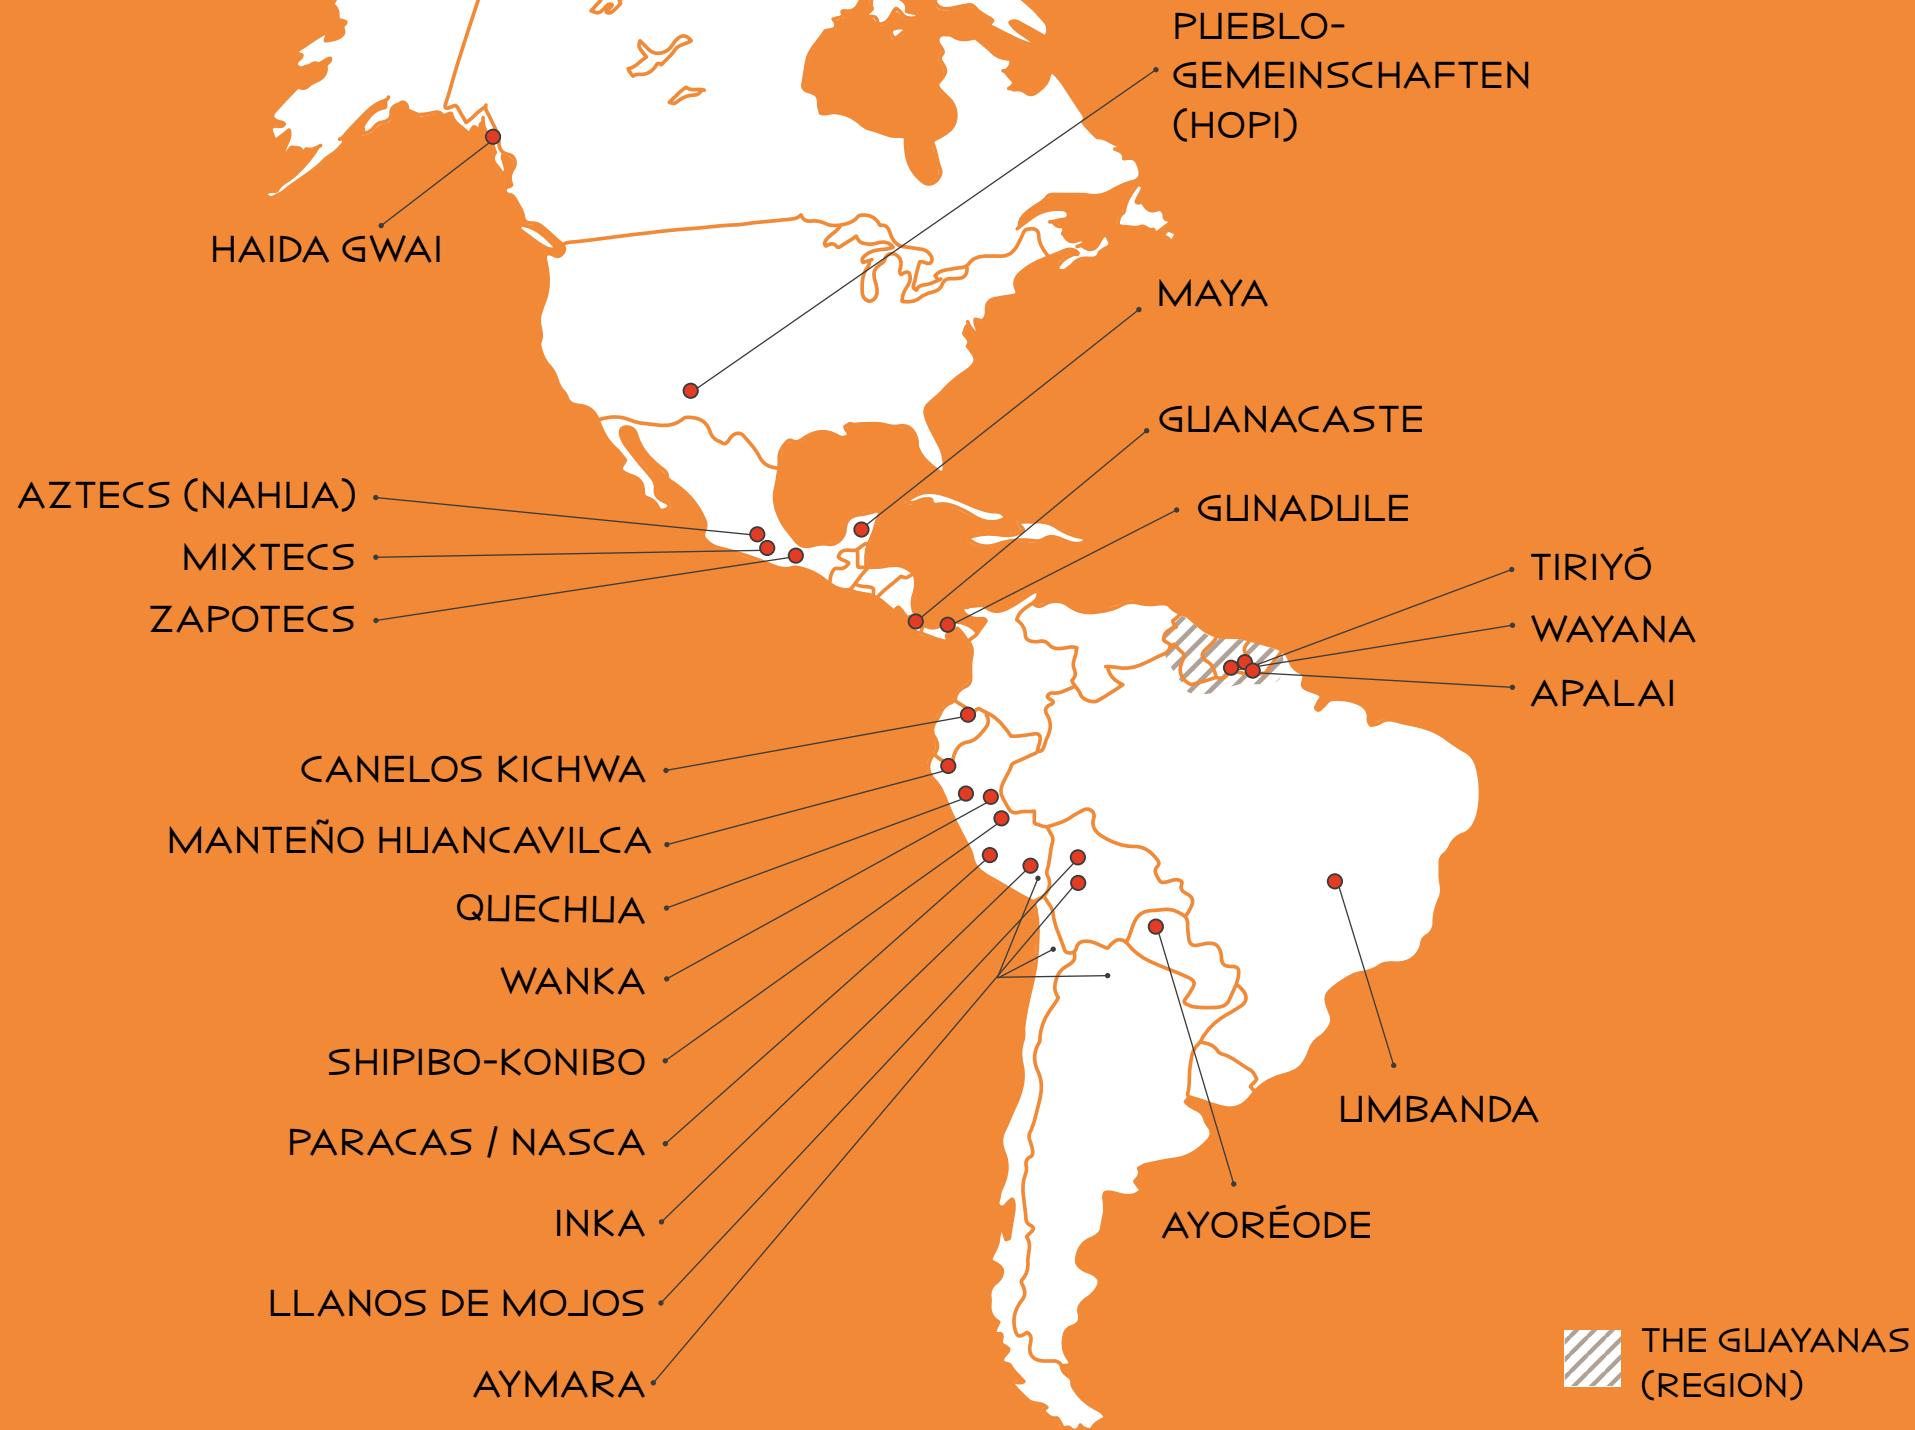 PUEBLO-
GEMEINSCHAFTEN
(HOPI)
HAIDA GWAI
MAYA
GUANACASTE
AZTECS (NAHUA)
GUNADULE
MIXTECS
TIRIYÓ
ZAPOTECS
WAYANA
APALAI
CANELOS KICHWA
MANTEÑO HUANCAVILCA
QUECHUA
WANKA
SHIPIBO-KONIBO
UMBANDA
PARACAS / NASCA
INKA
AYORÉODE
LLANOS DE MOJOS
AYMARA
THE GUAYANAS
(REGION)